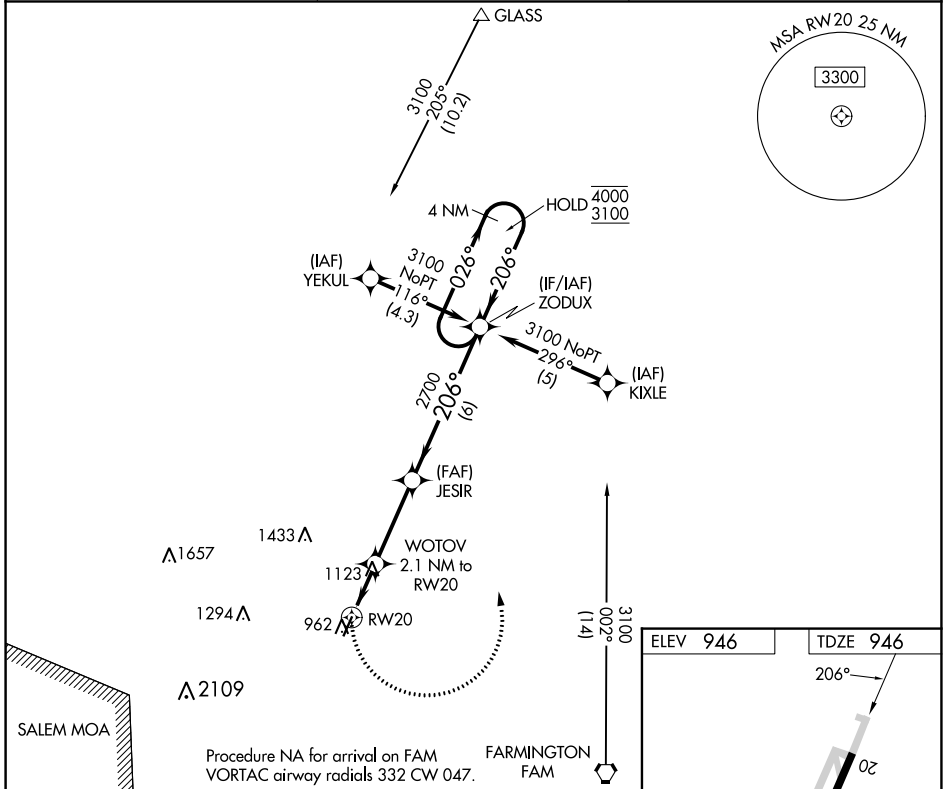 GLASS
3100
205°
(10.2)
MSA RW20 25 NM
3300
4 NM
HOLD
4000
3100
026°
206°
(IAF)
YEKUL
3100
NoPT
116°
(4.3)
(IF/IAF)
ZODUX
3100 NoPT
296°
(5)
(IAF)
KIXLE
2700
206°
(6)
(FAF)
JESIR
1433
1657
WOTOV
2.1 NM to
RW20
1123
1294
962
RW20
3100
002°
(14)
2109
SALEM MOA
Procedure NA for arrival on FAM
VORTAC airway radials 332 CW 047.
FARMINGTON
FAM
ELEV 946
TDZE 946
206°
20